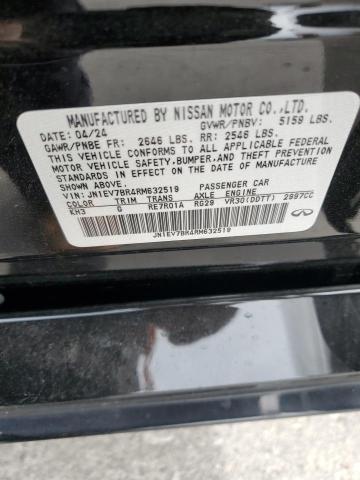 MANUFACTURED BY NISSAN MOTOR CO.,LTD.
DATE: 04/24 GVWR/PNBV: 5159 LBS.
GAWR/PNBE FR: 2646 LBS. RR: 2546 LBS.
THIS VEHICLE CONFORMS TO ALL APPLICABLE FEDERAL
MOTOR VEHICLE SAFETY, BUMPER, AND THEFT PREVENTION
STANDARDS IN EFFECT ON THE DATE OF MANUFACTURE
SHOWN ABOVE.
VIN: JN1EV7BR4RM632519 PASSENGER CAR
COLOR TRIM TRANS AXLE ENGINE
KH3 G RE7R01A RG29 VR30(DDTT) 2997CC
JN1EV7BR4RM632519